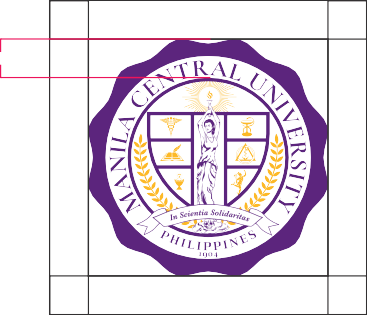 MANILA CENTRAL UNIVERSITY
In Scientia Solidaritas
PHILIPPINES
1904